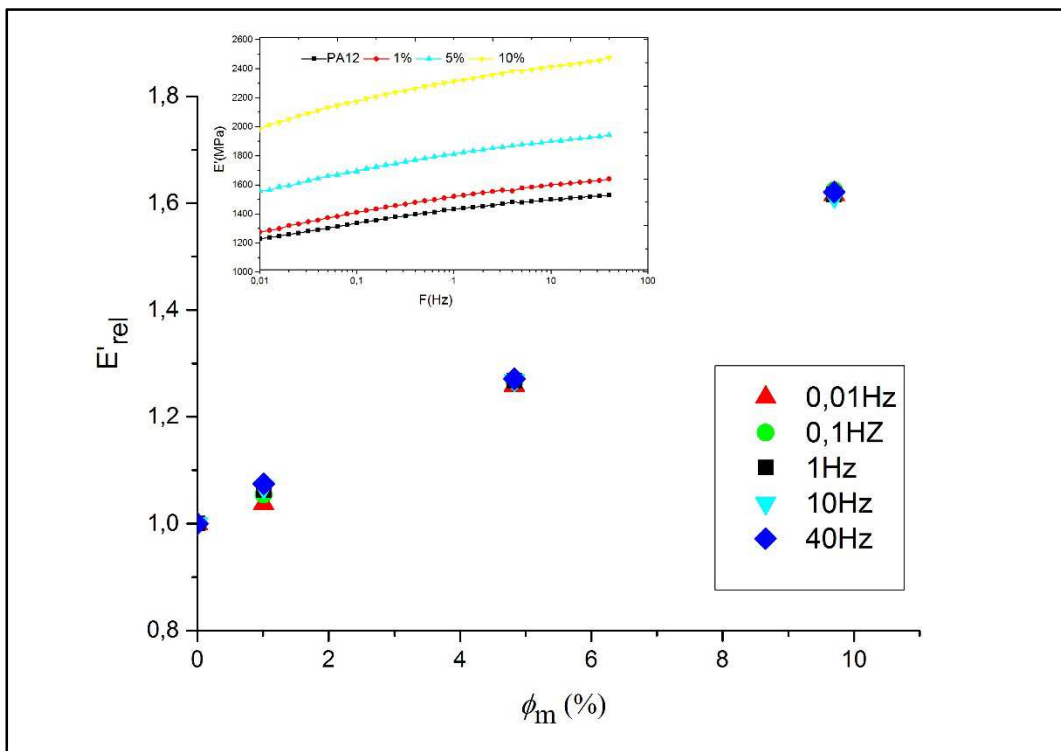 2600
2400
2200
2000
1800
1600
1400
1200
1000
E'(MPa)
PA12 1% 5% 10%
0,01 0,1 1 10 100
F(Hz)
1,8
1,6
1,4
1,2
1,0
0,8
E'rel
0,01Hz
0,1HZ
1Hz
10Hz
40Hz
0 2 4 6 8 10
ϕm (%)